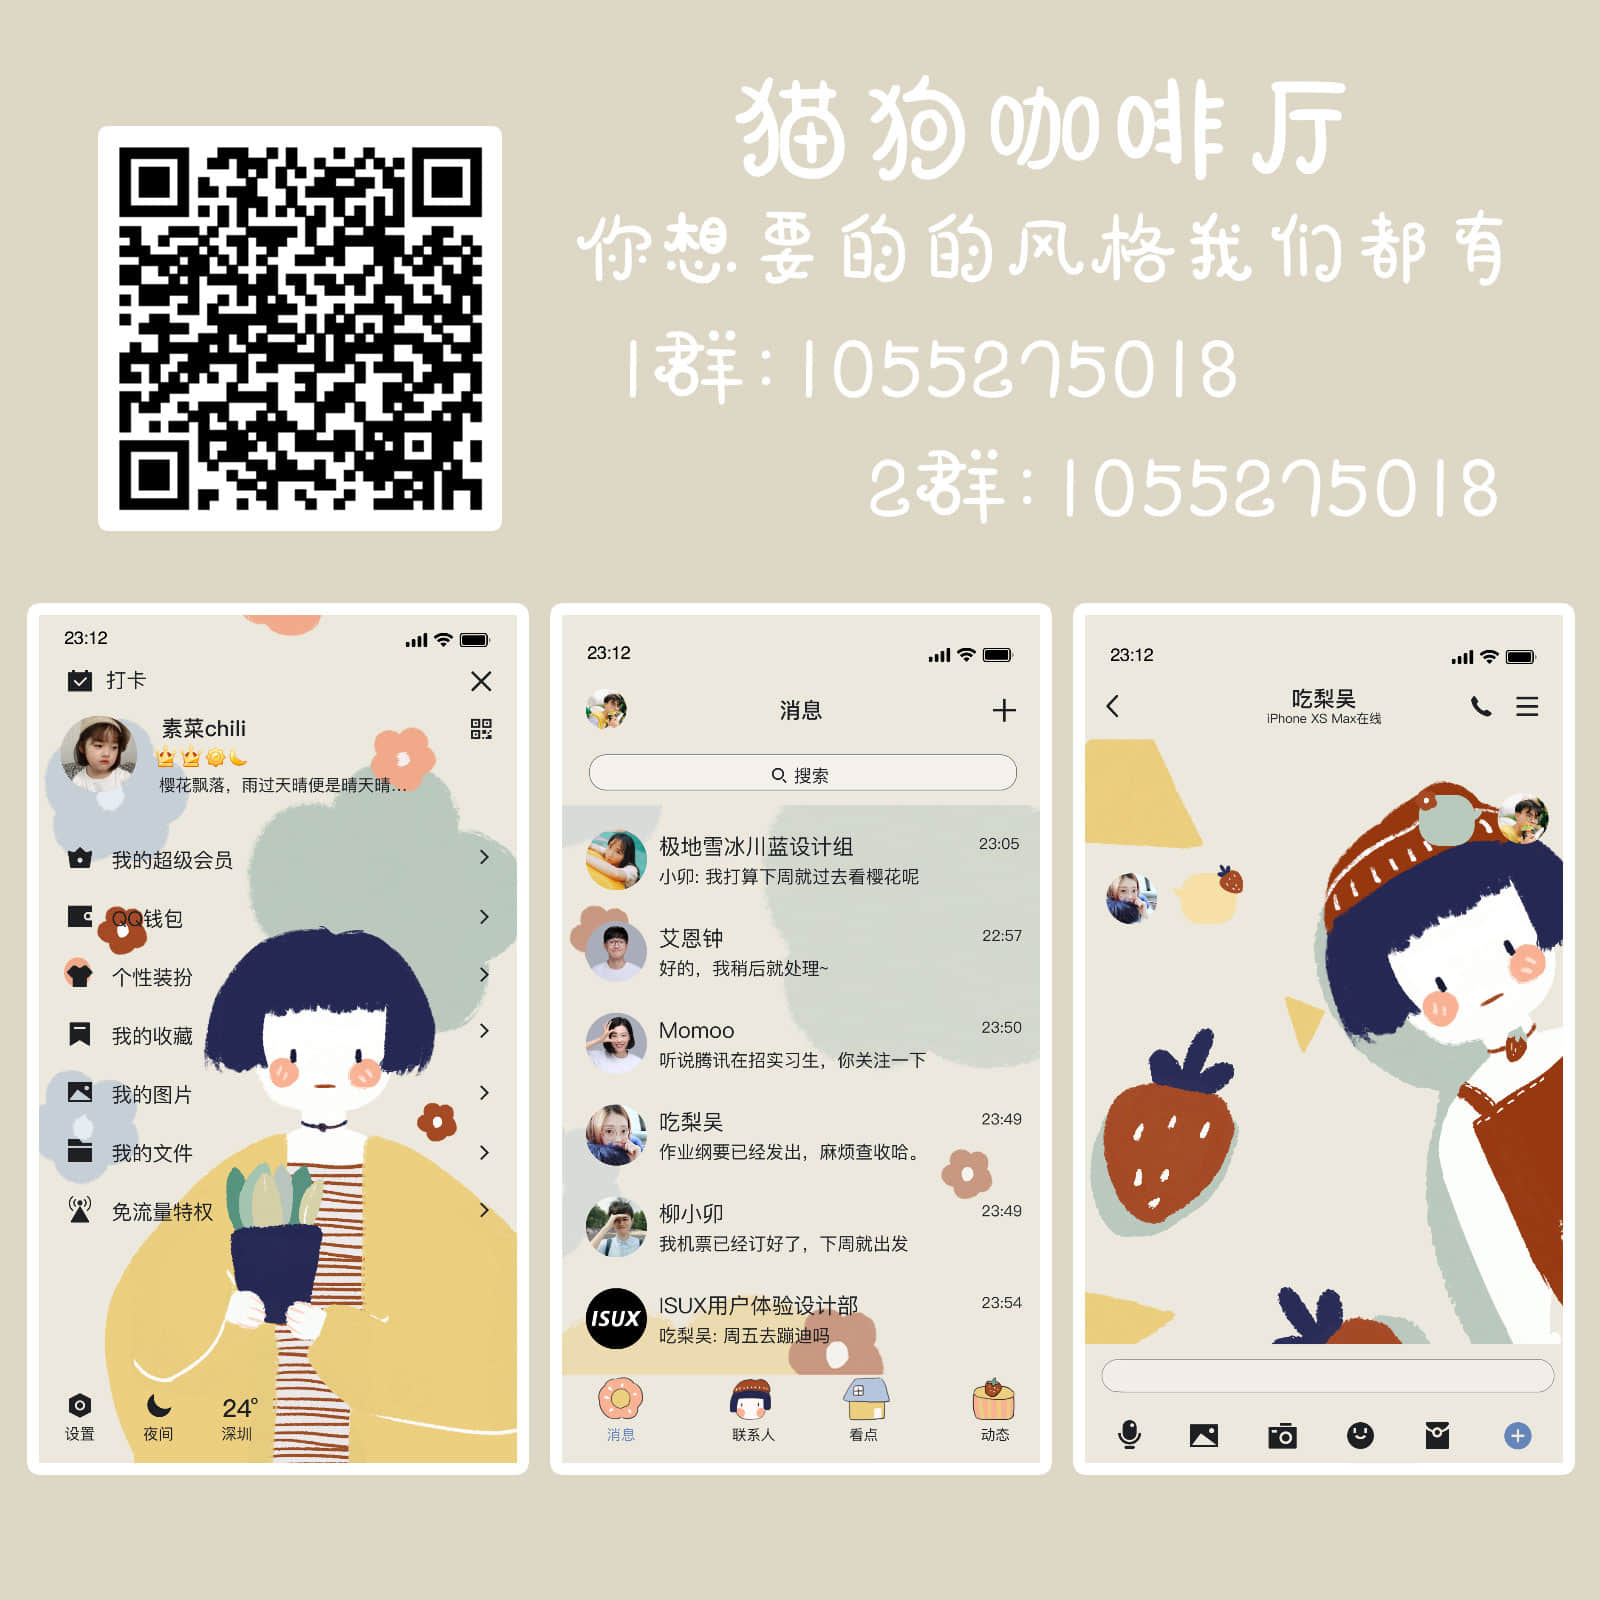 猫狗咖啡厅
你想要的的风格我们都有
1群:1055275018
2群:1055275018
23:12
打卡
素菜chili
樱花飘落，雨过天晴便是晴天晴...
我的超级会员
QQ钱包
个性装扮
我的收藏
我的图片
我的文件
免流量特权
设置
夜间
24°
深圳
23:12
消息
搜索
极地雪冰川蓝设计组 23:05
小卯: 我打算下周就过去看樱花呢
艾恩钟 22:57
好的，我稍后就处理~
Momoo 23:50
听说腾讯在招实习生，你关注一下
吃梨吴 23:49
作业纲要已经发出，麻烦查收哈。
柳小卯 23:49
我机票已经订好了，下周就出发
ISUX
ISUX用户体验设计部 23:54
吃梨吴: 周五去蹦迪吗
消息 联系人 看点 动态
23:12
吃梨吴
iPhone XS Max在线